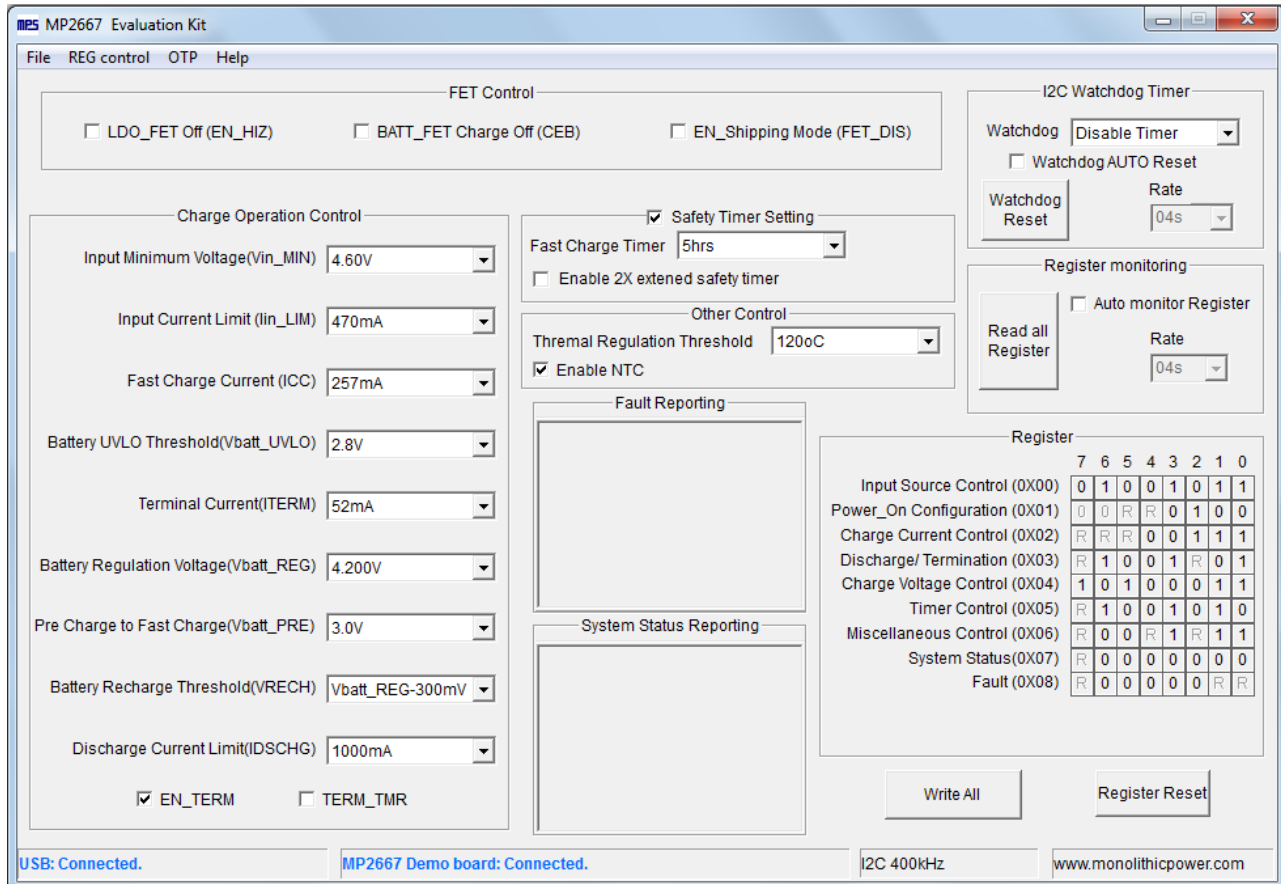 mps MP2667 Evaluation Kit
File REG control OTP Help
FET Control
LDO_FET Off (EN_HIZ) BATT_FET Charge Off (CEB) EN_Shipping Mode (FET_DIS)
I2C Watchdog Timer
Watchdog Disable Timer
Watchdog AUTO Reset
Watchdog Reset
Rate
04s
Charge Operation Control
Input Minimum Voltage(Vin_MIN) 4.60V
Input Current Limit (Iin_LIM) 470mA
Fast Charge Current (ICC) 257mA
Battery UVLO Threshold(Vbatt_UVLO) 2.8V
Terminal Current(ITERM) 52mA
Battery Regulation Voltage(Vbatt_REG) 4.200V
Pre Charge to Fast Charge(Vbatt_PRE) 3.0V
Battery Recharge Threshold(VRECH) Vbatt_REG-300mV
Discharge Current Limit(IDSCHG) 1000mA
EN_TERM TERM_TMR
Safety Timer Setting
Fast Charge Timer 5hrs
Enable 2X extened safety timer
Other Control
Thremal Regulation Threshold 120oC
Enable NTC
Fault Reporting
System Status Reporting
Register monitoring
Read all Register
Auto monitor Register
Rate
04s
Register
7 6 5 4 3 2 1 0
Input Source Control (0X00) 0 1 0 0 1 0 1 1
Power_On Configuration (0X01) 0 0 R R 0 1 0 0
Charge Current Control (0X02) R R R 0 0 1 1 1
Discharge/ Termination (0X03) R 1 0 0 1 R 0 1
Charge Voltage Control (0X04) 1 0 1 0 0 0 1 1
Timer Control (0X05) R 1 0 0 1 0 1 0
Miscellaneous Control (0X06) R 0 0 R 1 R 1 1
System Status(0X07) R 0 0 0 0 0 0 0
Fault (0X08) R 0 0 0 0 0 R R
Write All Register Reset
USB: Connected. MP2667 Demo board: Connected. I2C 400kHz www.monolithicpower.com